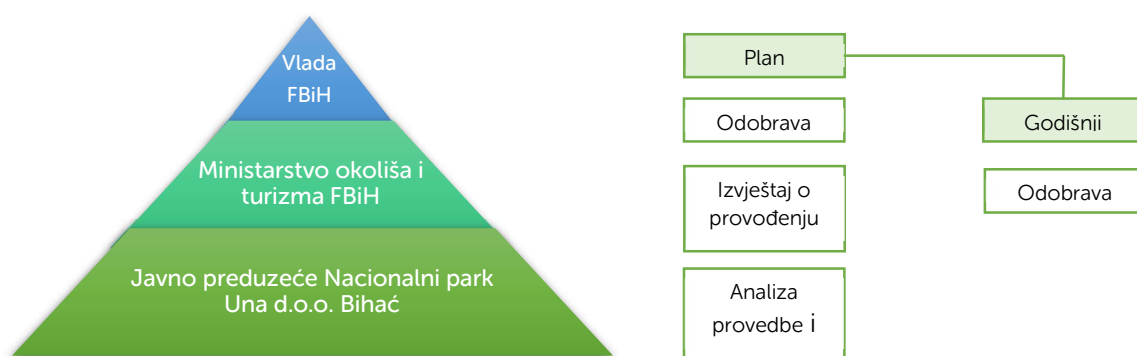 Vlada
FBiH
Ministarstvo okoliša i
turizma FBiH
Javno preduzeće Nacionalni park
Una d.o.o. Bihać
Plan
Odobrava
Izvještaj o
provođenju
Analiza
provedbe i
Godišnji
Odobrava